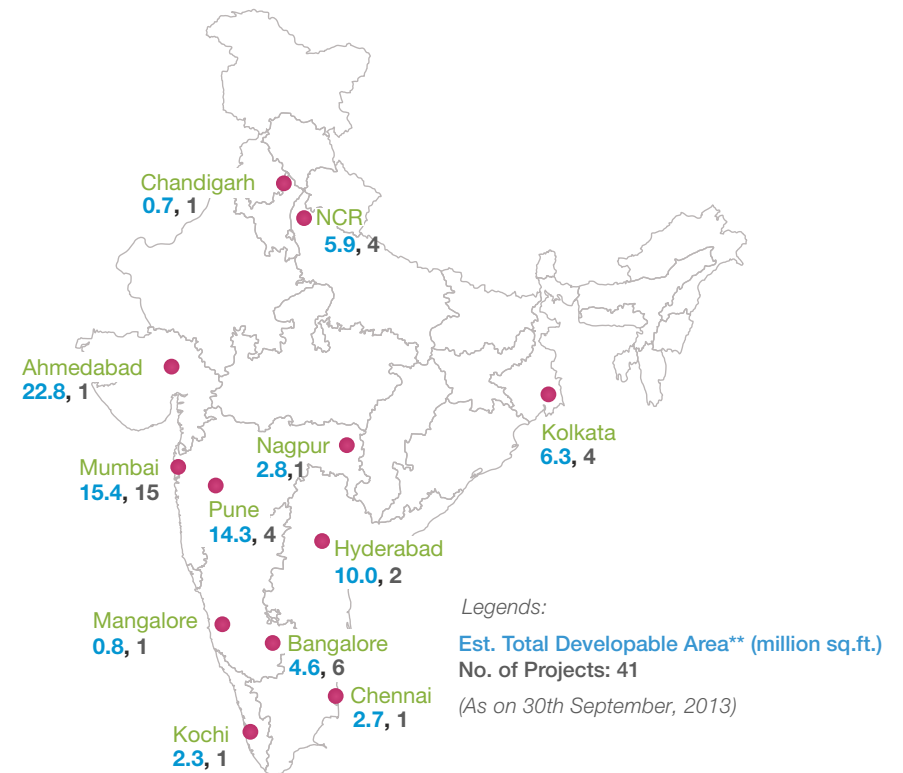 Chandigarh
0.7, 1
NCR
5.9, 4
Ahmedabad
22.8, 1
Kolkata
6.3, 4
Nagpur
2.8,1
Mumbai
15.4, 15
Pune
14.3, 4
Hyderabad
10.0, 2
Mangalore
0.8, 1
Bangalore
4.6, 6
Chennai
2.7, 1
Kochi
2.3, 1
Legends:
Est. Total Developable Area** (million sq.ft.)
No. of Projects: 41
(As on 30th September, 2013)